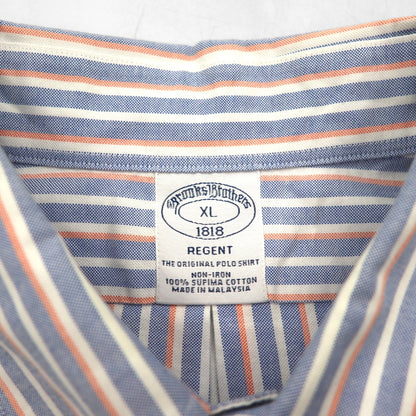 Brooks Brothers
XL
1818
REGENT
THE ORIGINAL POLO SHIRT
NON-IRON
100% SUPIMA COTTON
MADE IN MALAYSIA